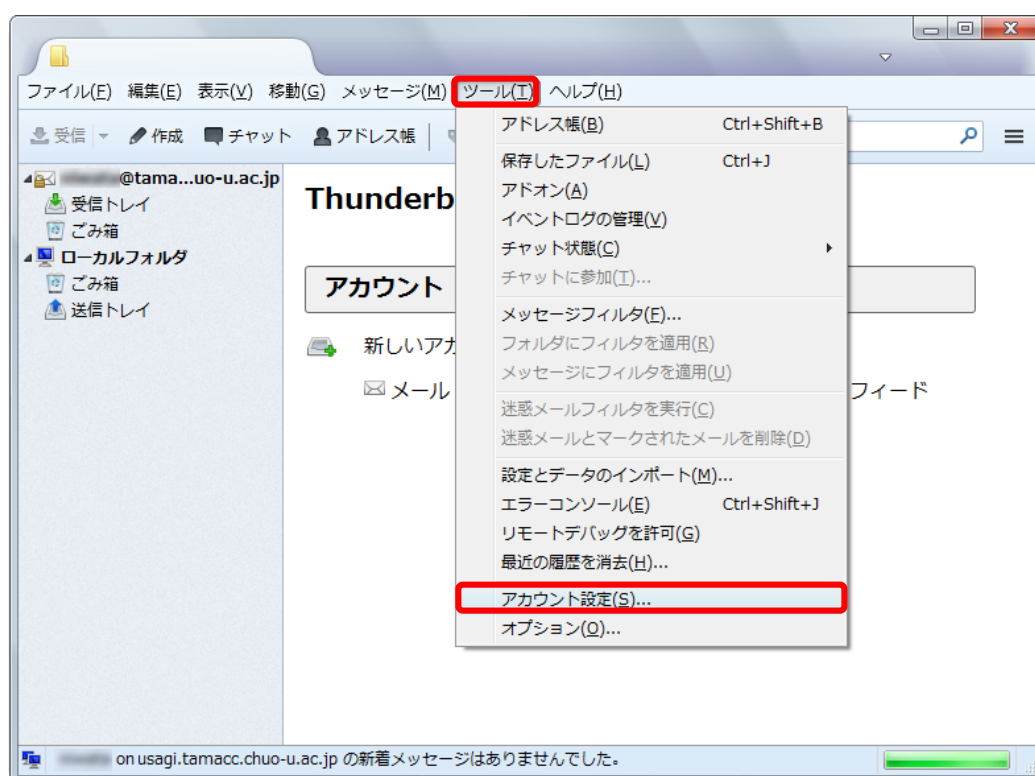 ファイル(F) 編集(E) 表示(V) 移動(G) メッセージ(M) ツール(T) ヘルプ(H)
受信 作成 チャット アドレス帳
@tama...uo-u.ac.jp
受信トレイ
ごみ箱
ローカルフォルダ
ごみ箱
送信トレイ
Thunderb
アカウント
新しいアカ
メール
フィード
アドレス帳(B) Ctrl+Shift+B
保存したファイル(L) Ctrl+J
アドオン(A)
イベントログの管理(V)
チャット状態(C)
チャットに参加(T)...
メッセージフィルタ(F)...
フォルダにフィルタを適用(R)
メッセージにフィルタを適用(U)
迷惑メールフィルタを実行(C)
迷惑メールとマークされたメールを削除(D)
設定とデータのインポート(M)...
エラーコンソール(E) Ctrl+Shift+J
リモートデバッグを許可(G)
最近の履歴を消去(H)...
アカウント設定(S)...
オプション(O)...
on usagi.tamacc.chuo-u.ac.jp の新着メッセージはありませんでした。